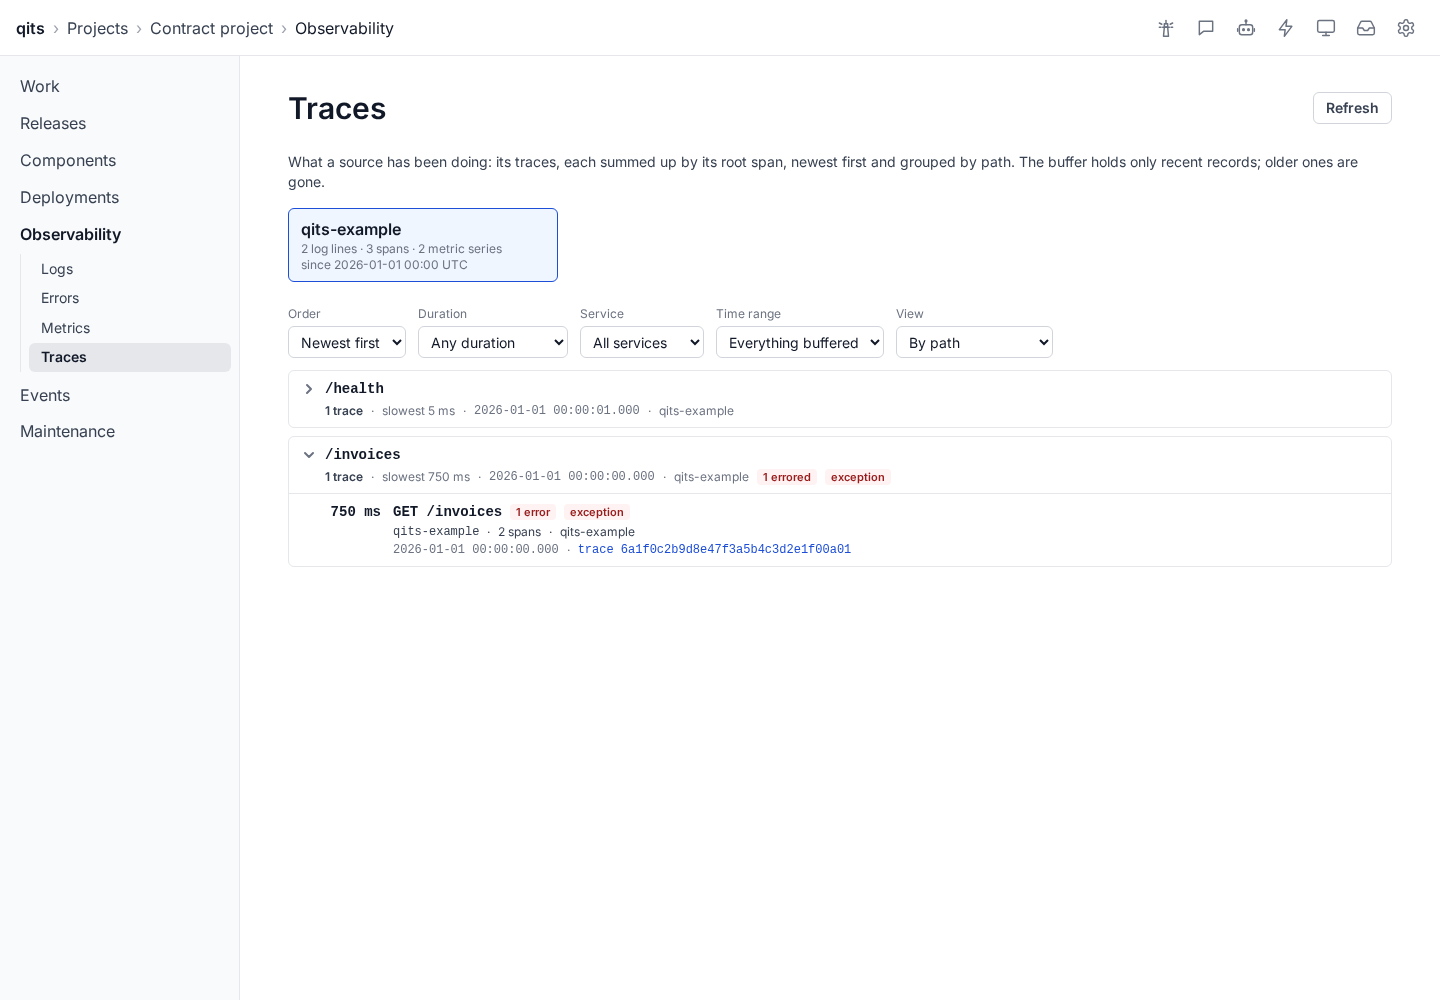 qits › Projects › Contract project › Observability
Work
Releases
Components
Deployments
Observability
Logs
Errors
Metrics
Traces
Events
Maintenance
Traces
Refresh
What a source has been doing: its traces, each summed up by its root span, newest first and grouped by path. The buffer holds only recent records; older ones are
gone.
qits-example
2 log lines · 3 spans · 2 metric series
since 2026-01-01 00:00 UTC
Order Duration Service Time range View
Newest first Any duration All services Everything buffered By path
/health
1 trace · slowest 5 ms · 2026-01-01 00:00:01.000 · qits-example
/invoices
1 trace · slowest 750 ms · 2026-01-01 00:00:00.000 · qits-example 1 errored exception
750 ms GET /invoices 1 error exception
qits-example · 2 spans · qits-example
2026-01-01 00:00:00.000 · trace 6a1f0c2b9d8e47f3a5b4c3d2e1f00a01